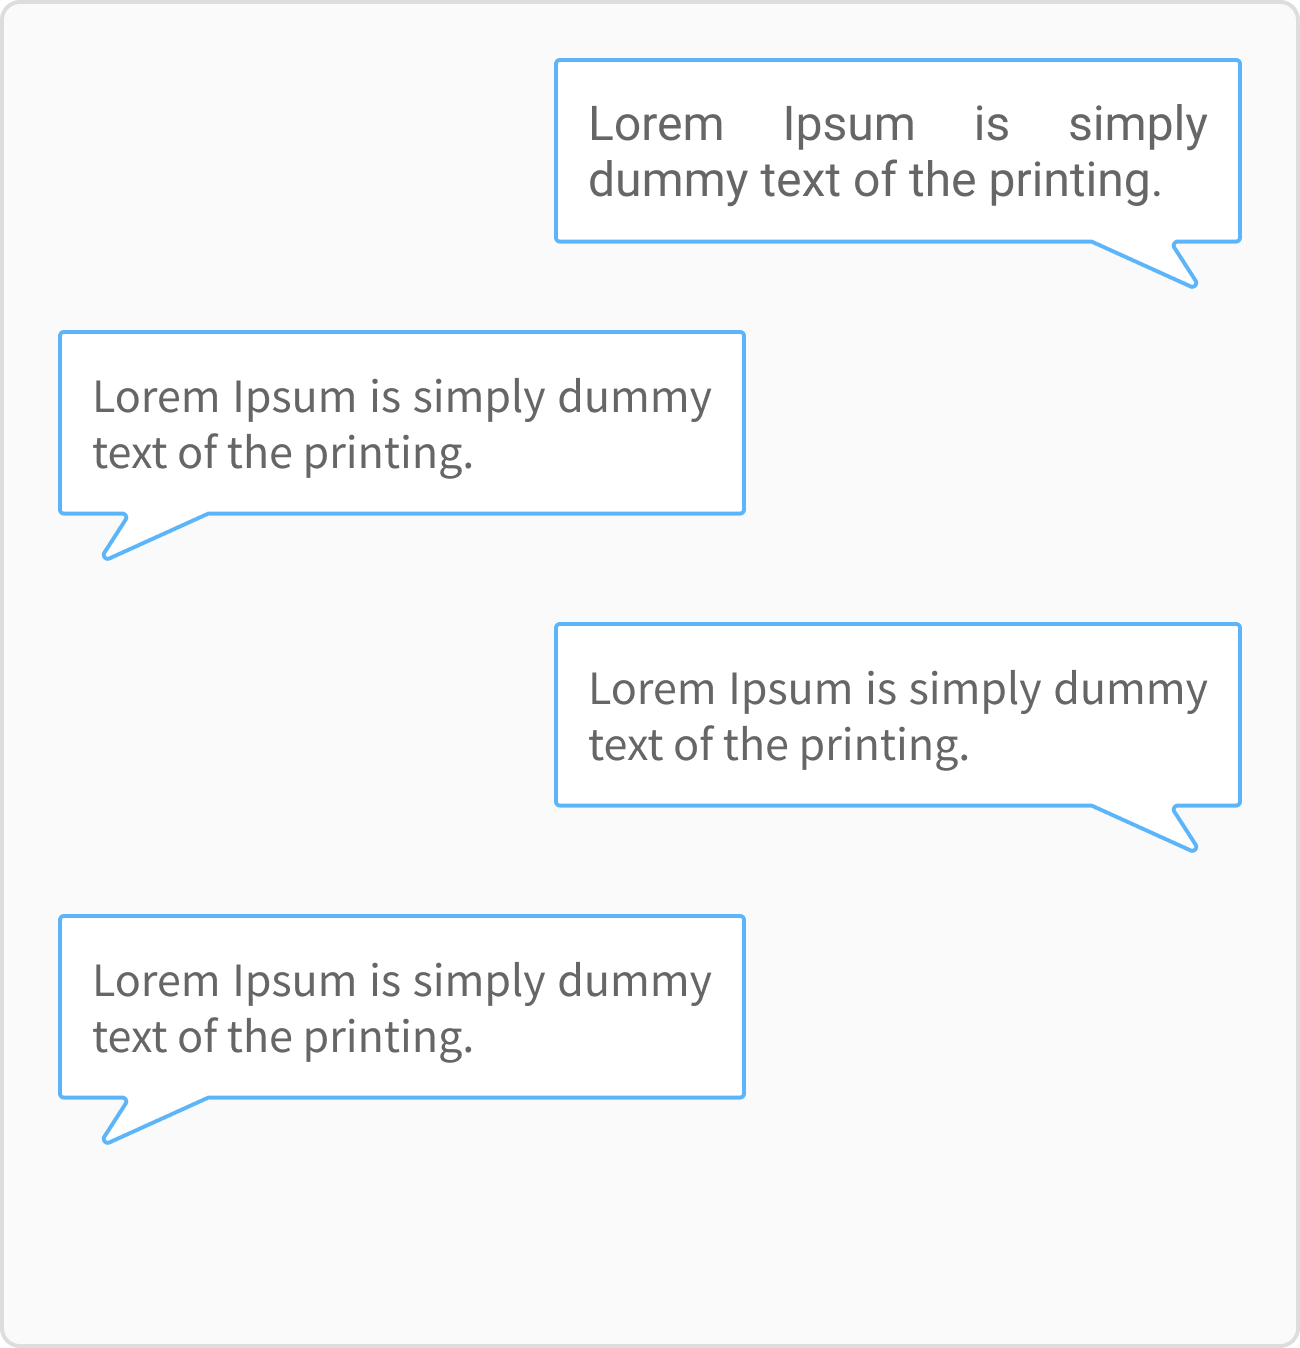 Lorem Ipsum is simply
dummy text of the printing.
Lorem Ipsum is simply dummy
text of the printing.
Lorem Ipsum is simply dummy
text of the printing.
Lorem Ipsum is simply dummy
text of the printing.